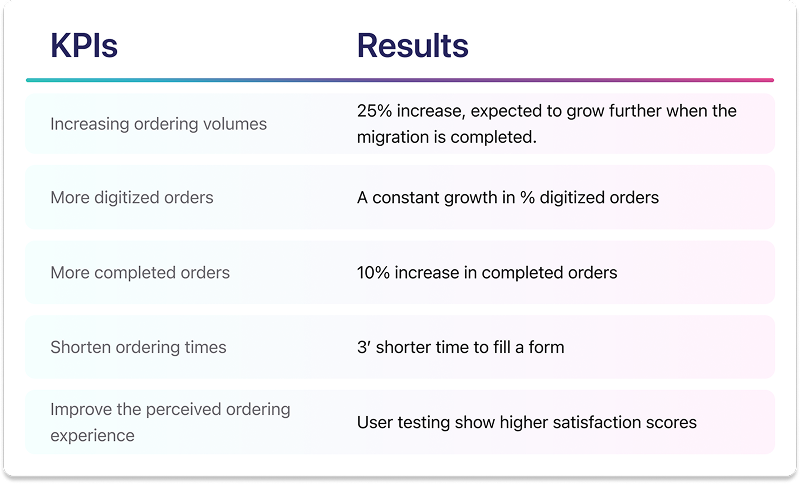 KPIs Results
Increasing ordering volumes
25% increase, expected to grow further when the
migration is completed.
More digitized orders
A constant growth in % digitized orders
More completed orders
10% increase in completed orders
Shorten ordering times
3′ shorter time to fill a form
Improve the perceived ordering
experience
User testing show higher satisfaction scores